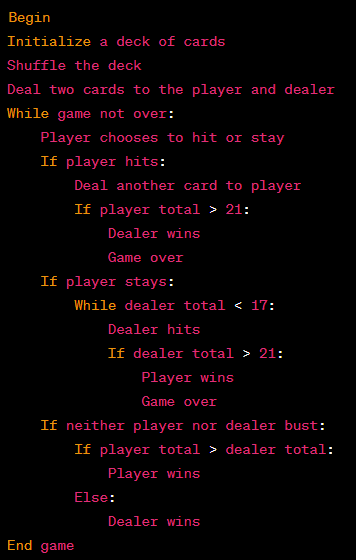 Begin
Initialize a deck of cards
Shuffle the deck
Deal two cards to the player and dealer
While game not over:
    Player chooses to hit or stay
    If player hits:
        Deal another card to player
        If player total > 21:
            Dealer wins
            Game over
    If player stays:
        While dealer total < 17:
            Dealer hits
            If dealer total > 21:
                Player wins
                Game over
    If neither player nor dealer bust:
        If player total > dealer total:
            Player wins
        Else:
            Dealer wins
End game